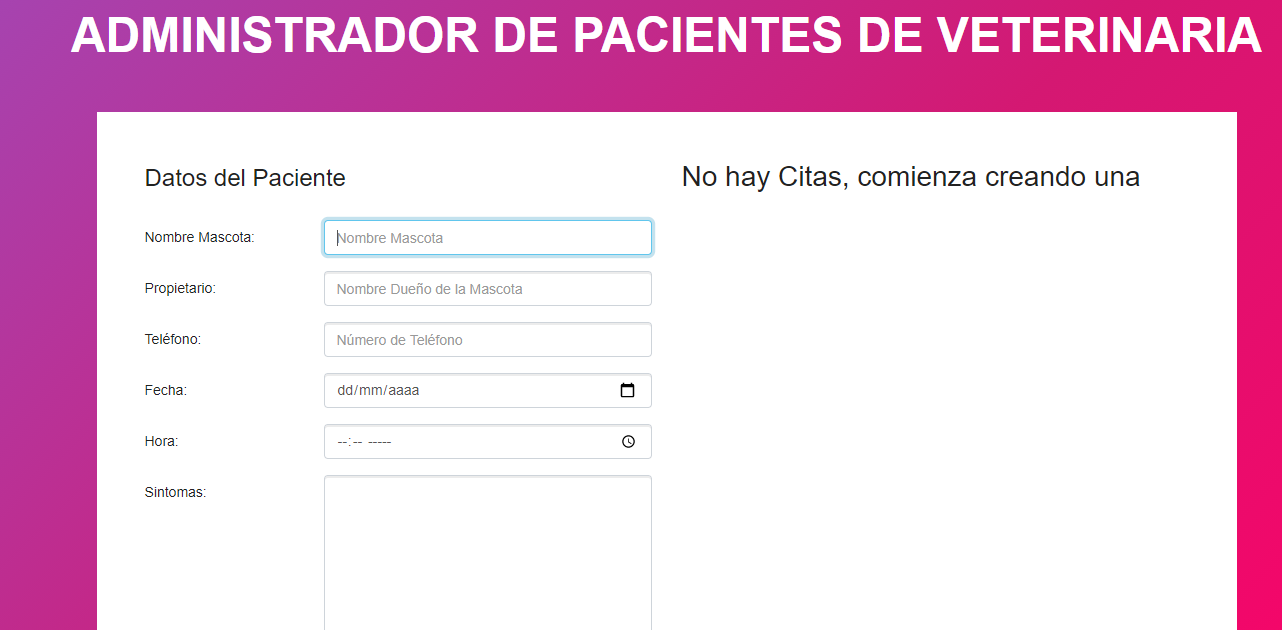 ADMINISTRADOR DE PACIENTES DE VETERINARIA
Datos del Paciente
Nombre Mascota:
Nombre Mascota
Propietario:
Nombre Dueño de la Mascota
Teléfono:
Número de Teléfono
Fecha:
dd/mm/aaaa
Hora:
--:-- -----
Sintomas:
No hay Citas, comienza creando una